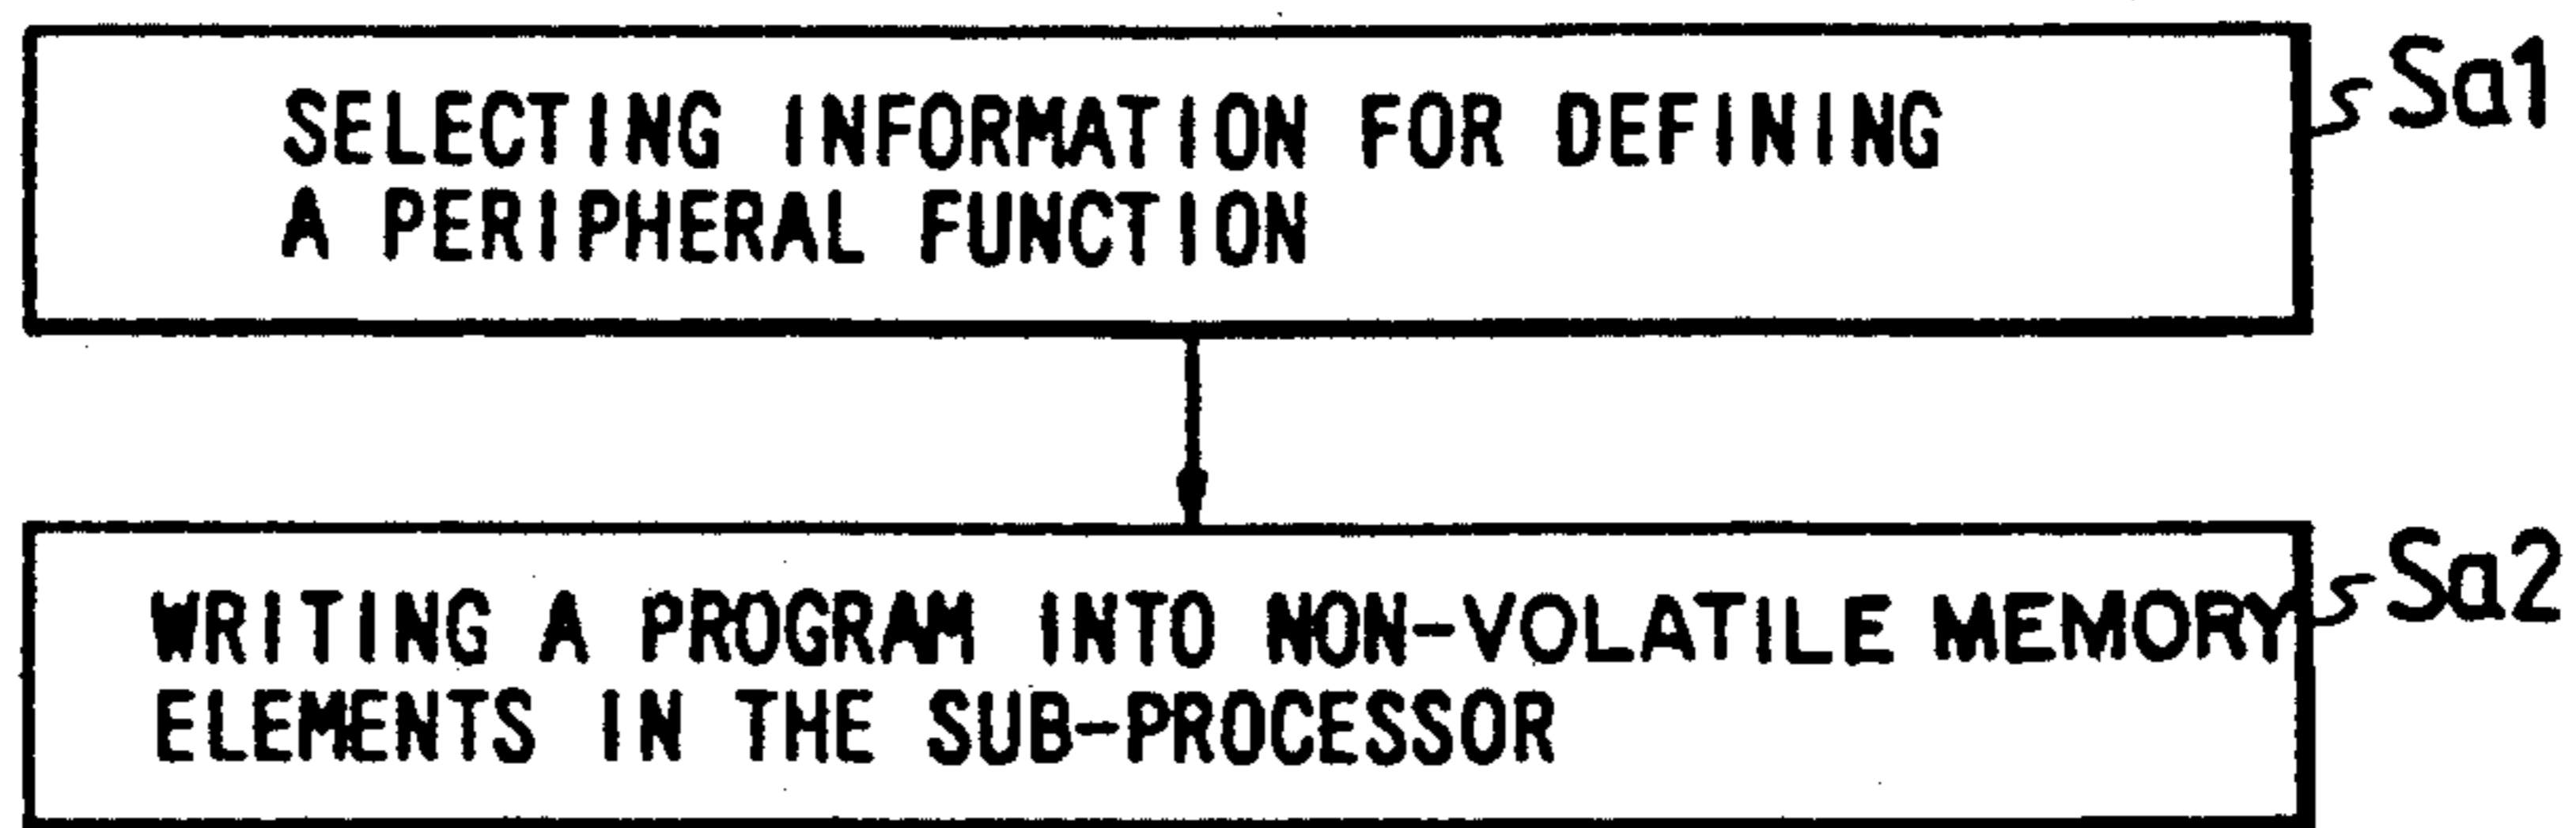 SELECTING INFORMATION FOR DEFINING
A PERIPHERAL FUNCTION
Sa1
WRITING A PROGRAM INTO NON-VOLATILE MEMORY
ELEMENTS IN THE SUB-PROCESSOR
Sa2